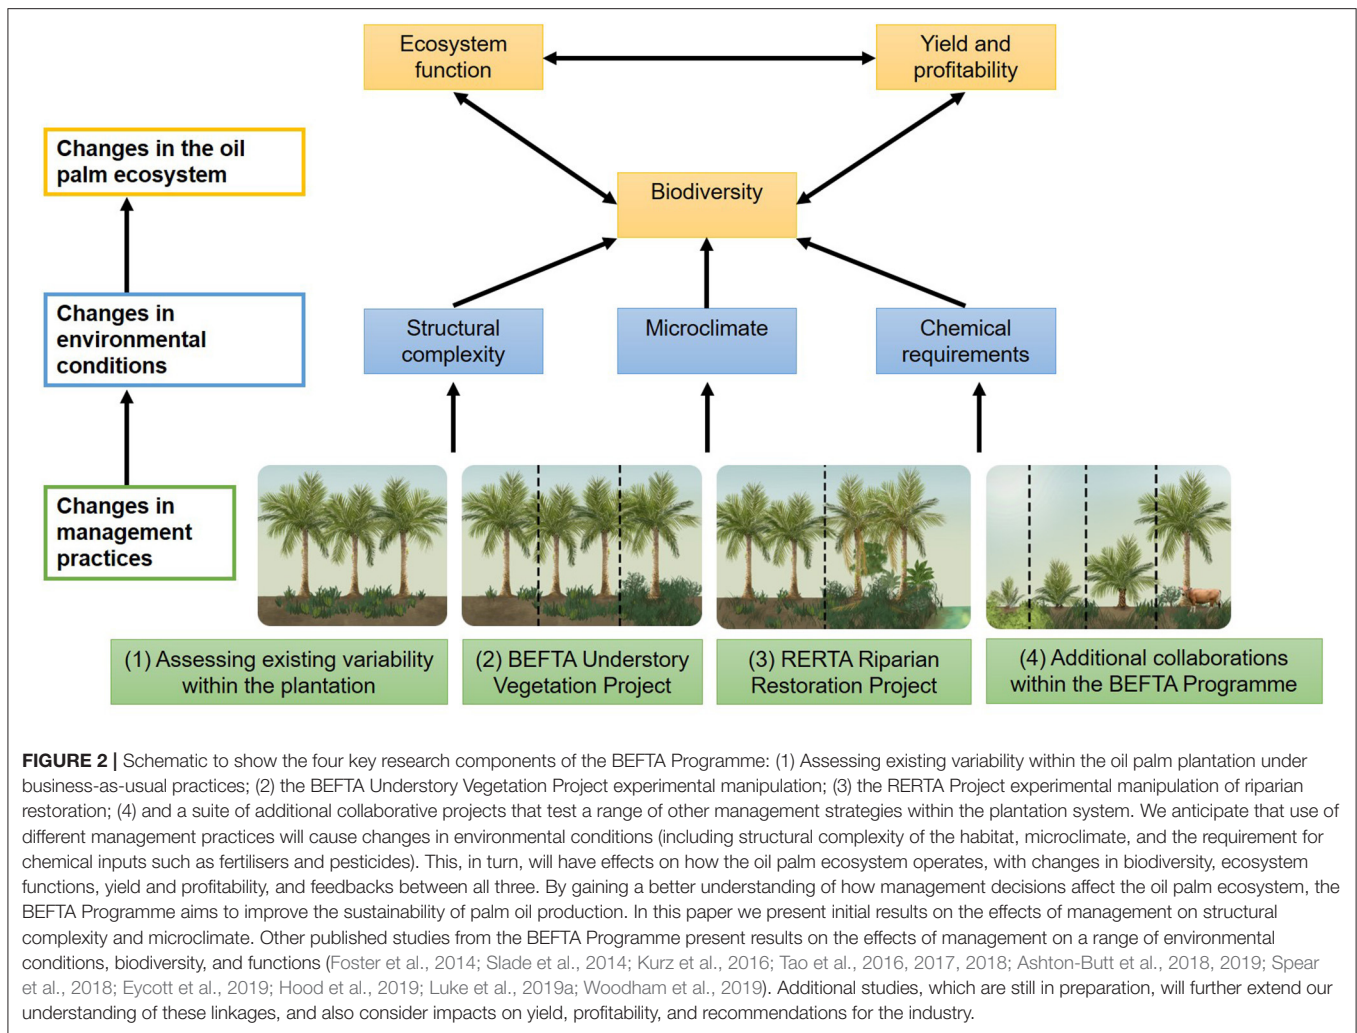 Ecosystem
function
Yield and
profitability
Changes in the oil
palm ecosystem
Biodiversity
Changes in
environmental
conditions
Structural
complexity
Microclimate
Chemical
requirements
Changes in
management
practices
(1) Assessing existing variability
within the plantation
(2) BEFTA Understory
Vegetation Project
(3) RERTA Riparian
Restoration Project
(4) Additional collaborations
within the BEFTA Programme
FIGURE 2 | Schematic to show the four key research components of the BEFTA Programme: (1) Assessing existing variability within the oil palm plantation under
business-as-usual practices; (2) the BEFTA Understory Vegetation Project experimental manipulation; (3) the RERTA Project experimental manipulation of riparian
restoration; (4) and a suite of additional collaborative projects that test a range of other management strategies within the plantation system. We anticipate that use of
different management practices will cause changes in environmental conditions (including structural complexity of the habitat, microclimate, and the requirement for
chemical inputs such as fertilisers and pesticides). This, in turn, will have effects on how the oil palm ecosystem operates, with changes in biodiversity, ecosystem
functions, yield and profitability, and feedbacks between all three. By gaining a better understanding of how management decisions affect the oil palm ecosystem, the
BEFTA Programme aims to improve the sustainability of palm oil production. In this paper we present initial results on the effects of management on structural
complexity and microclimate. Other published studies from the BEFTA Programme present results on the effects of management on a range of environmental
conditions, biodiversity, and functions (Foster et al., 2014; Slade et al., 2014; Kurz et al., 2016; Tao et al., 2016, 2017, 2018; Ashton-Butt et al., 2018, 2019; Spear
et al., 2018; Eycott et al., 2019; Hood et al., 2019; Luke et al., 2019a; Woodham et al., 2019). Additional studies, which are still in preparation, will further extend our
understanding of these linkages, and also consider impacts on yield, profitability, and recommendations for the industry.